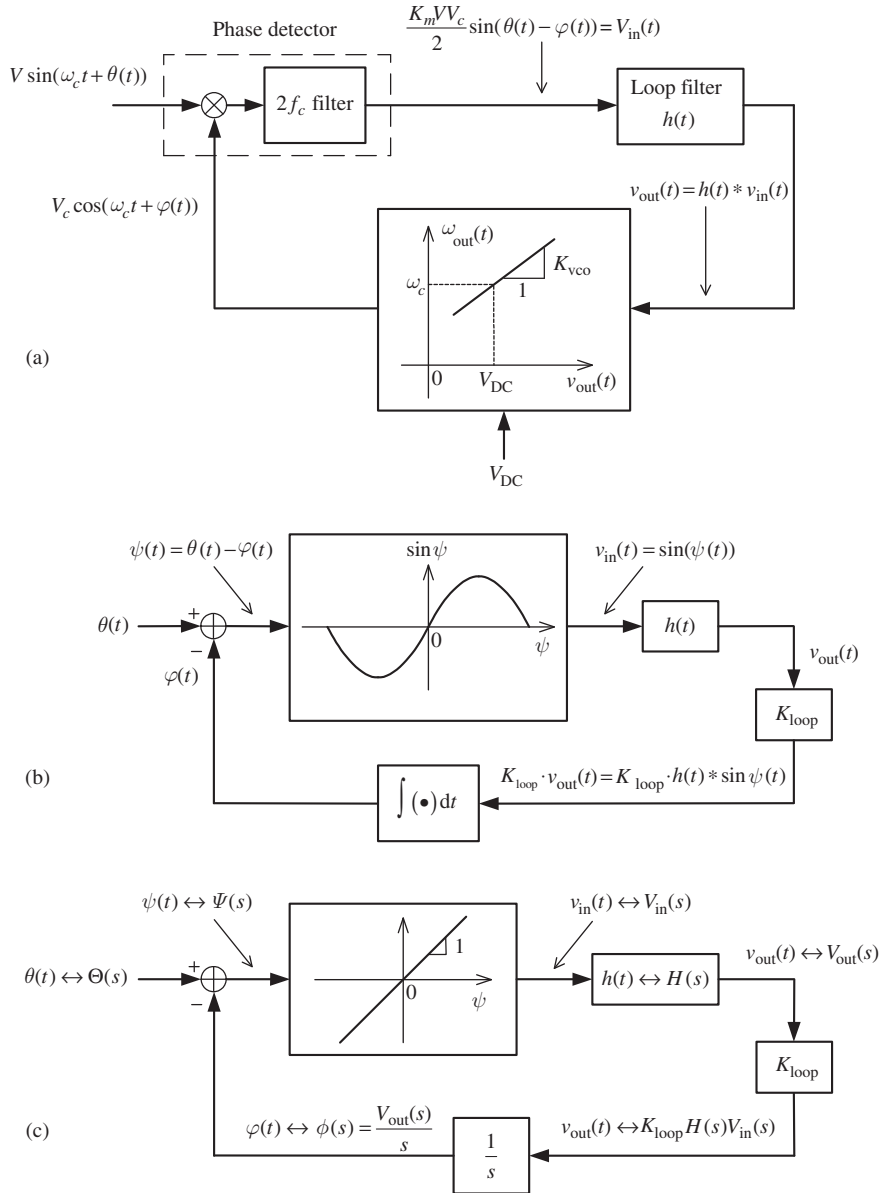 Phase detector
K_m V V_c / 2 sin(θ(t) − φ(t)) = V_in(t)
V sin(ω_c t + θ(t))
2f_c filter
Loop filter
h(t)
V_c cos(ω_c t + φ(t))
v_out(t) = h(t) * v_in(t)
ω_out(t)
K_vco
ω_c
1
(a)
0
V_DC
v_out(t)
V_DC
ψ(t) = θ(t) − φ(t)
sin ψ
v_in(t) = sin(ψ(t))
θ(t)
+
−
0
ψ
h(t)
φ(t)
v_out(t)
K_loop
(b)
∫ (•) dt
K_loop · v_out(t) = K_loop · h(t) * sin ψ(t)
ψ(t) ↔ Ψ(s)
1
v_in(t) ↔ V_in(s)
v_out(t) ↔ V_out(s)
θ(t) ↔ Θ(s)
+
−
0
ψ
h(t) ↔ H(s)
K_loop
(c)
φ(t) ↔ ϕ(s) = V_out(s) / s
1 / s
v_out(t) ↔ K_loop H(s) V_in(s)